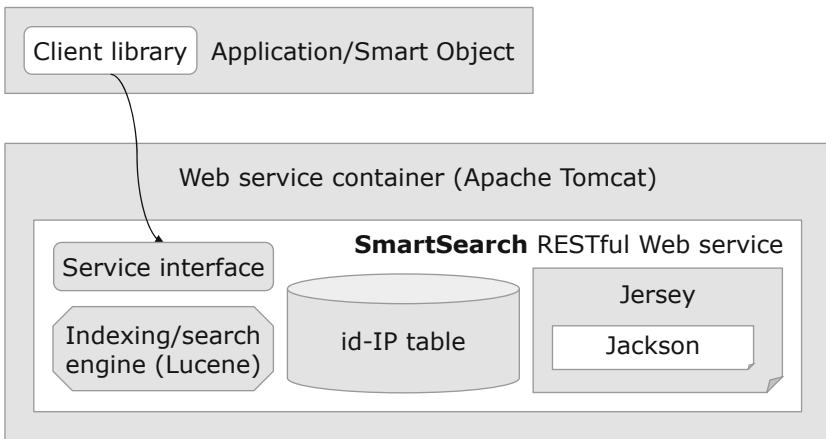 Client library
Application/Smart Object
Web service container (Apache Tomcat)
SmartSearch RESTful Web service
Service interface
Indexing/search
engine (Lucene)
id-IP table
Jersey
Jackson